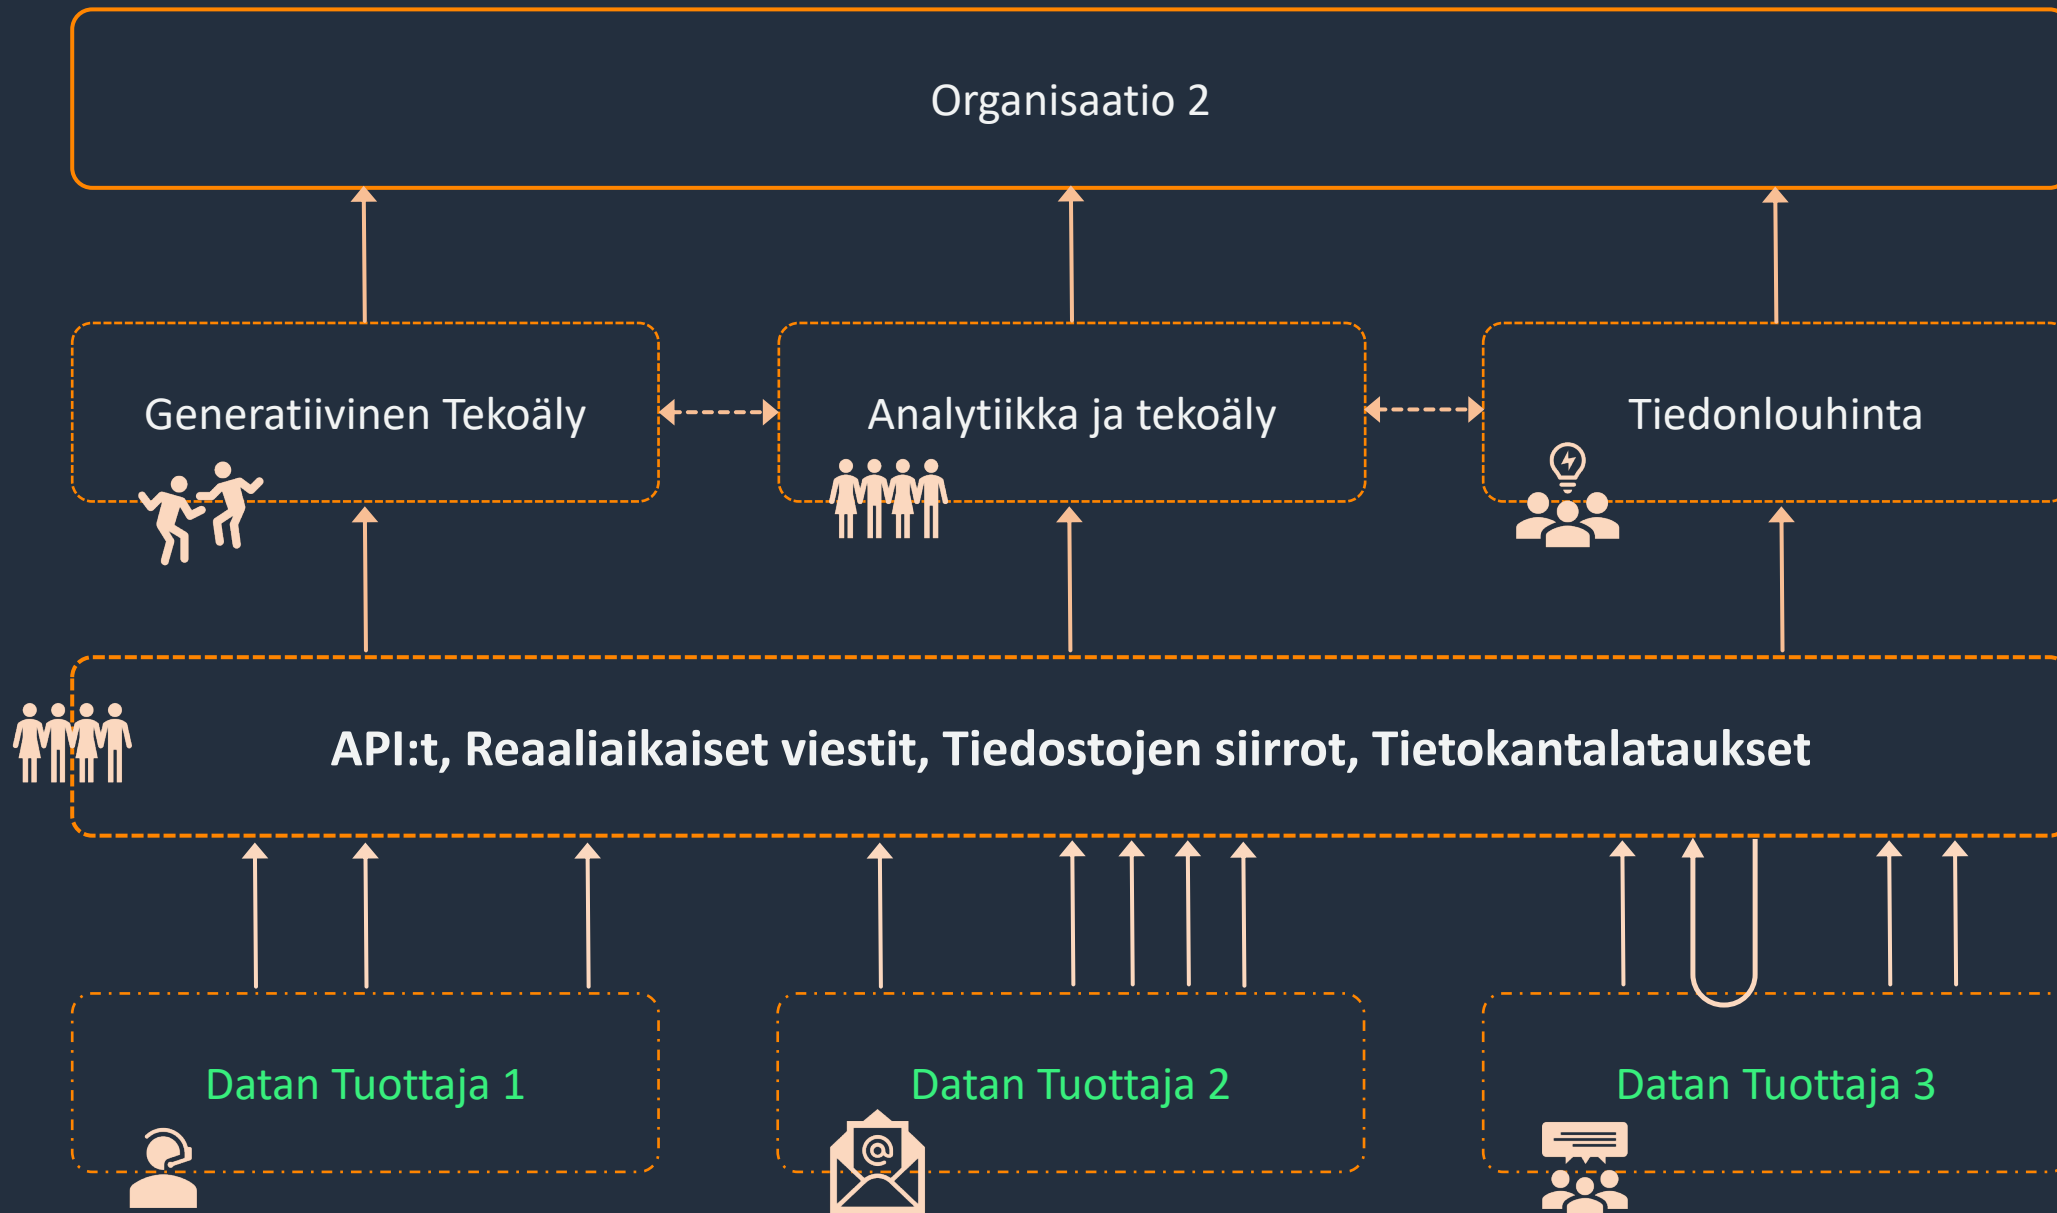 Organisaatio 2
Generatiivinen Tekoäly
Analytiikka ja tekoäly
Tiedonlouhinta
API:t, Reaaliaikaiset viestit, Tiedostojen siirrot, Tietokantalataukset
Datan Tuottaja 1
Datan Tuottaja 2
Datan Tuottaja 3